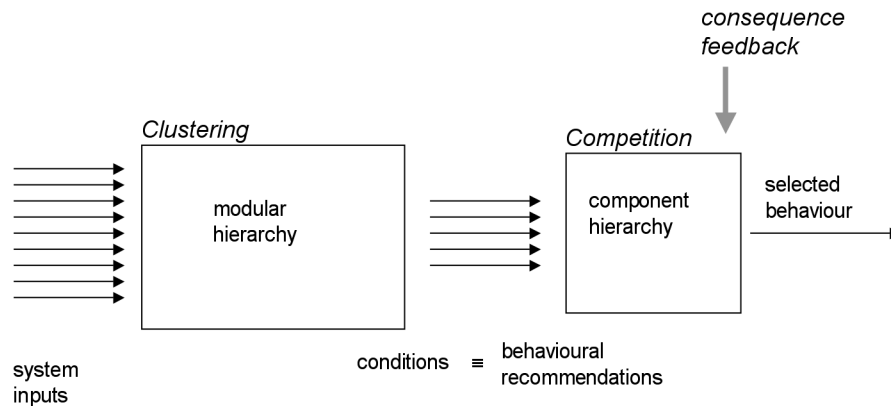 consequence
feedback
Clustering
Competition
modular
hierarchy
component
hierarchy
selected
behaviour
system
inputs
conditions ≡ behavioural
recommendations